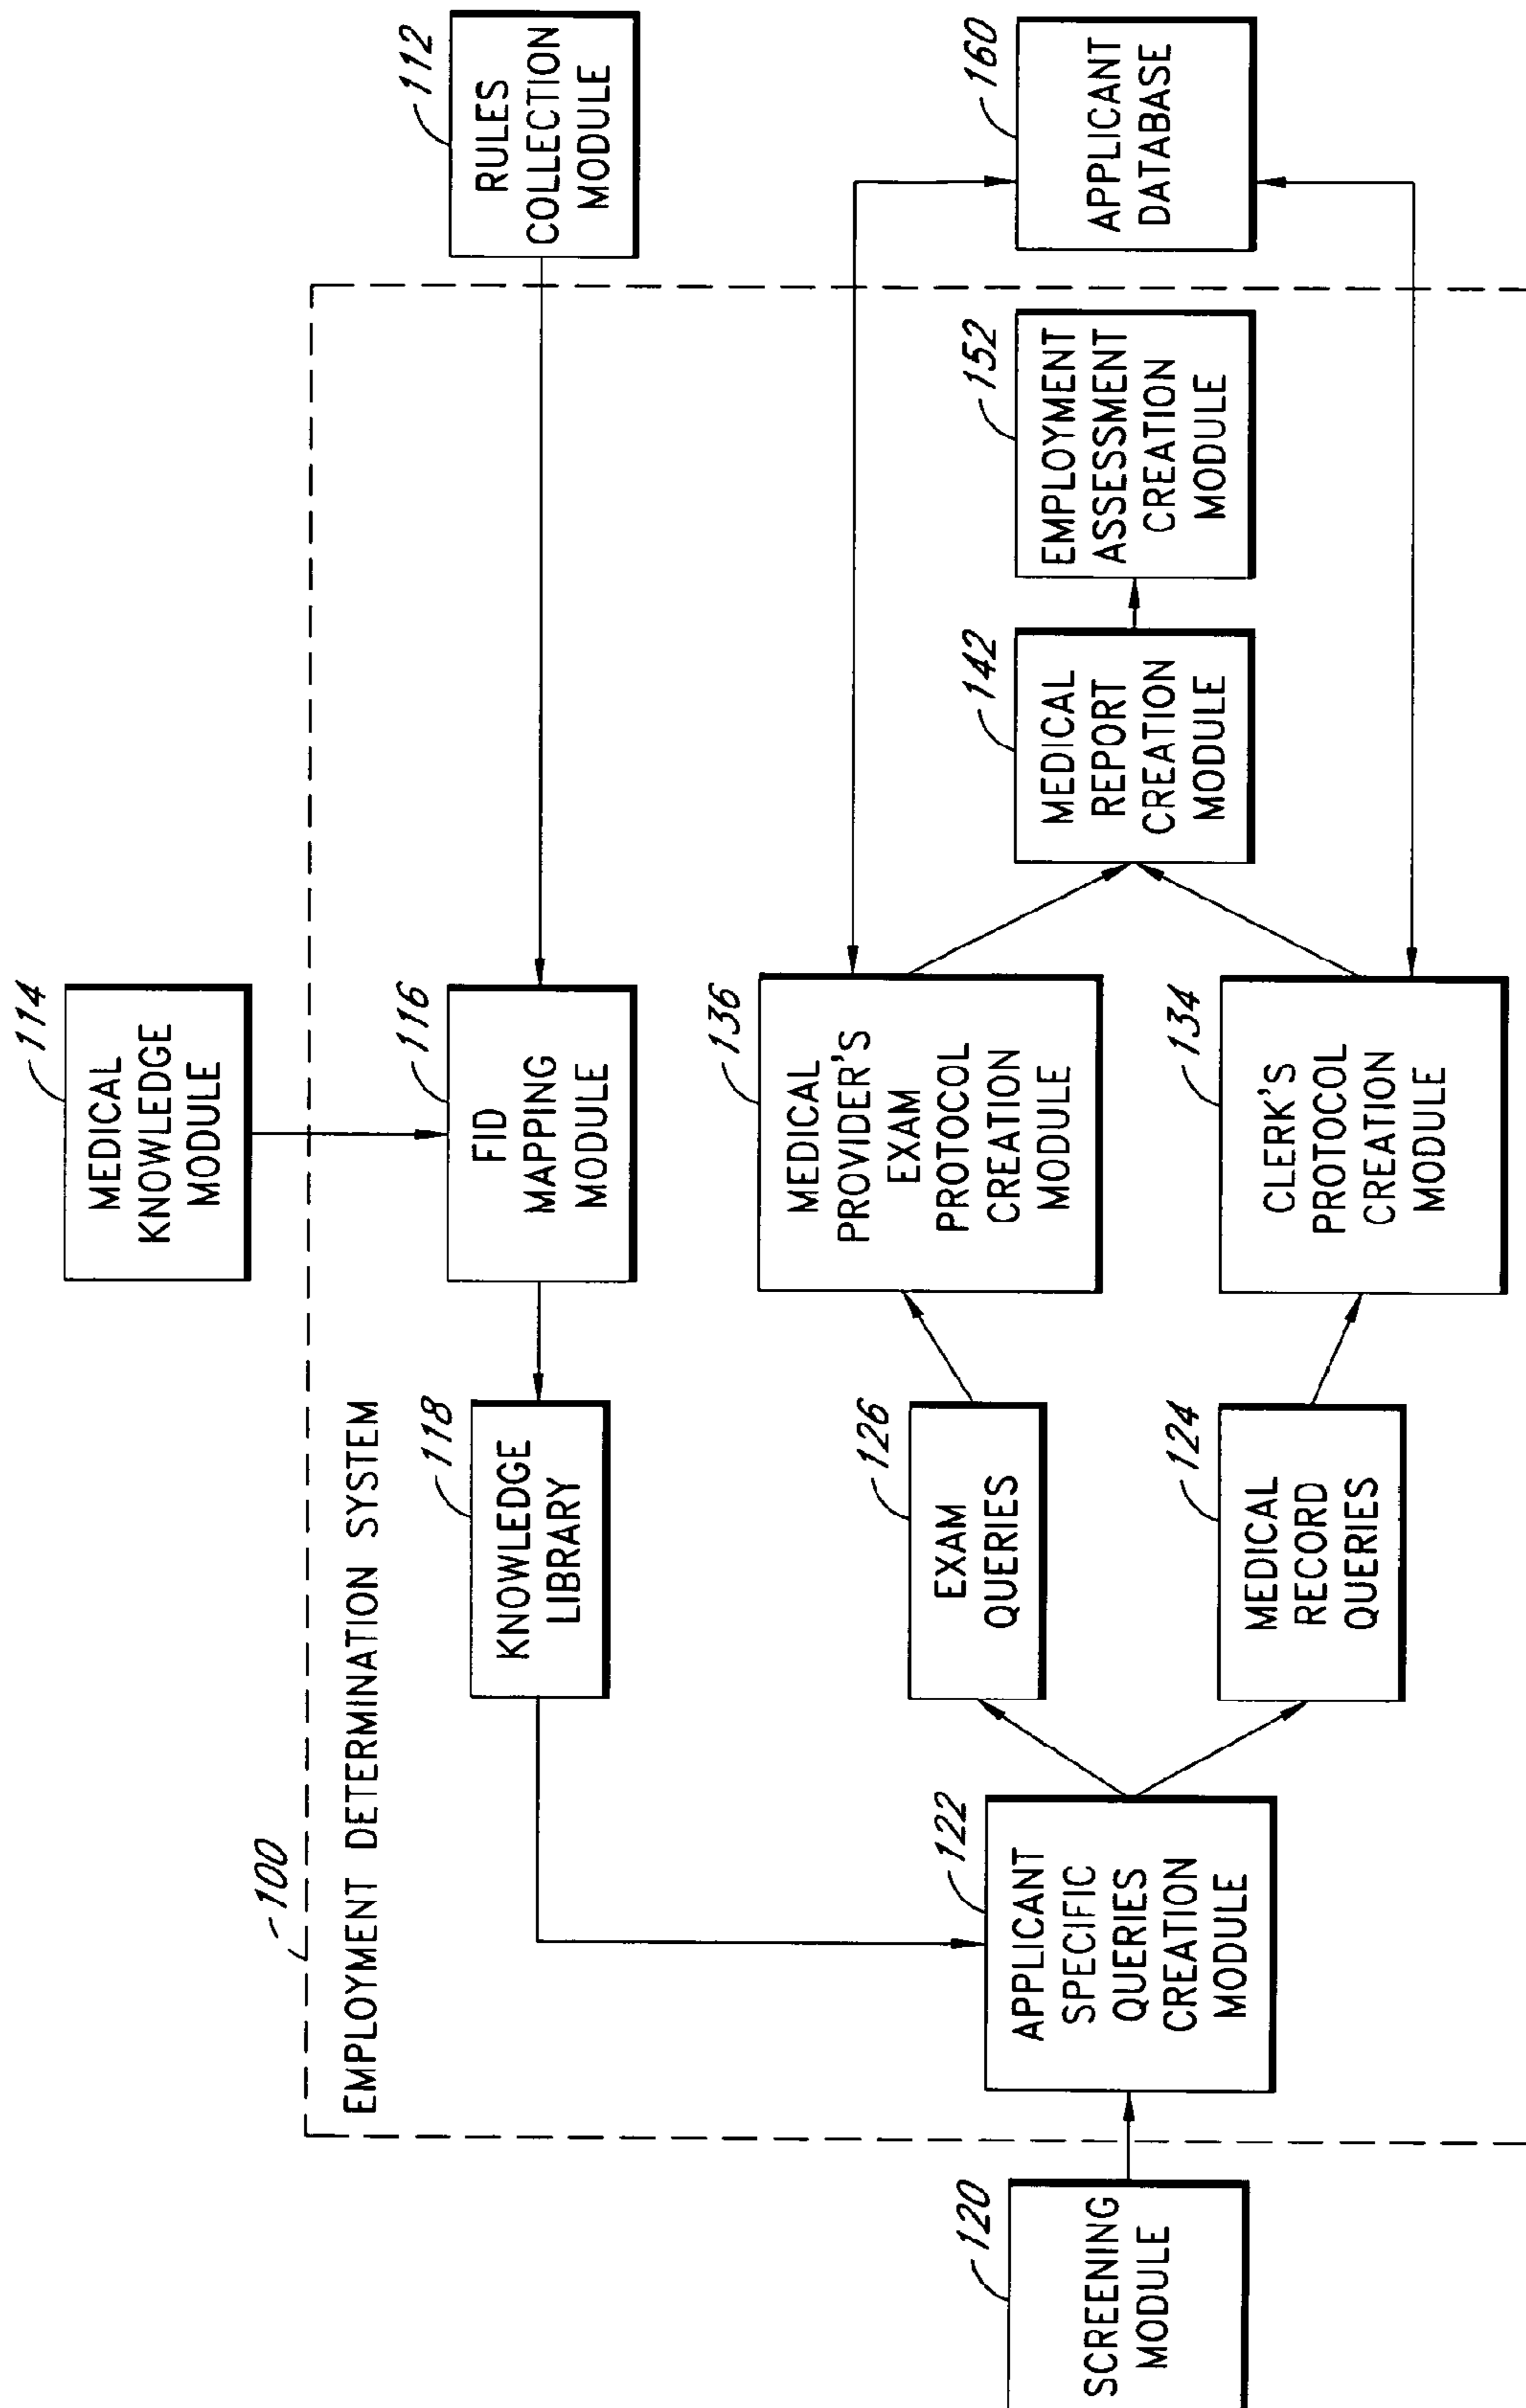 114
MEDICAL
KNOWLEDGE
MODULE
112
RULES
COLLECTION
MODULE
100
EMPLOYMENT DETERMINATION SYSTEM
118
KNOWLEDGE
LIBRARY
116
FID
MAPPING
MODULE
120
SCREENING
MODULE
122
APPLICANT
SPECIFIC
QUERIES
CREATION
MODULE
126
EXAM
QUERIES
124
MEDICAL
RECORD
QUERIES
136
MEDICAL
PROVIDER'S
EXAM
PROTOCOL
CREATION
MODULE
134
CLERK'S
PROTOCOL
CREATION
MODULE
142
MEDICAL
REPORT
CREATION
MODULE
152
EMPLOYMENT
ASSESSMENT
CREATION
MODULE
160
APPLICANT
DATABASE